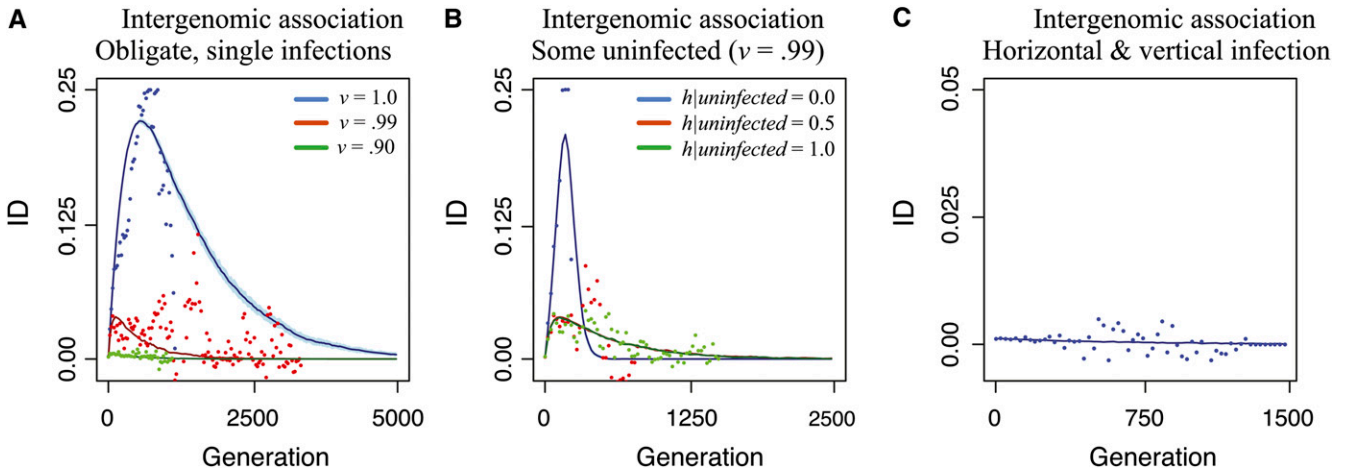 A
Intergenomic association
Obligate, single infections
0.25
0.125
0.00
ID
v = 1.0
v = .99
v = .90
0
2500
5000
Generation
B
Intergenomic association
Some uninfected (v = .99)
0.25
0.125
0.00
ID
h|uninfected = 0.0
h|uninfected = 0.5
h|uninfected = 1.0
0
1250
2500
Generation
C
Intergenomic association
Horizontal & vertical infection
0.05
0.025
0.00
ID
0
750
1500
Generation